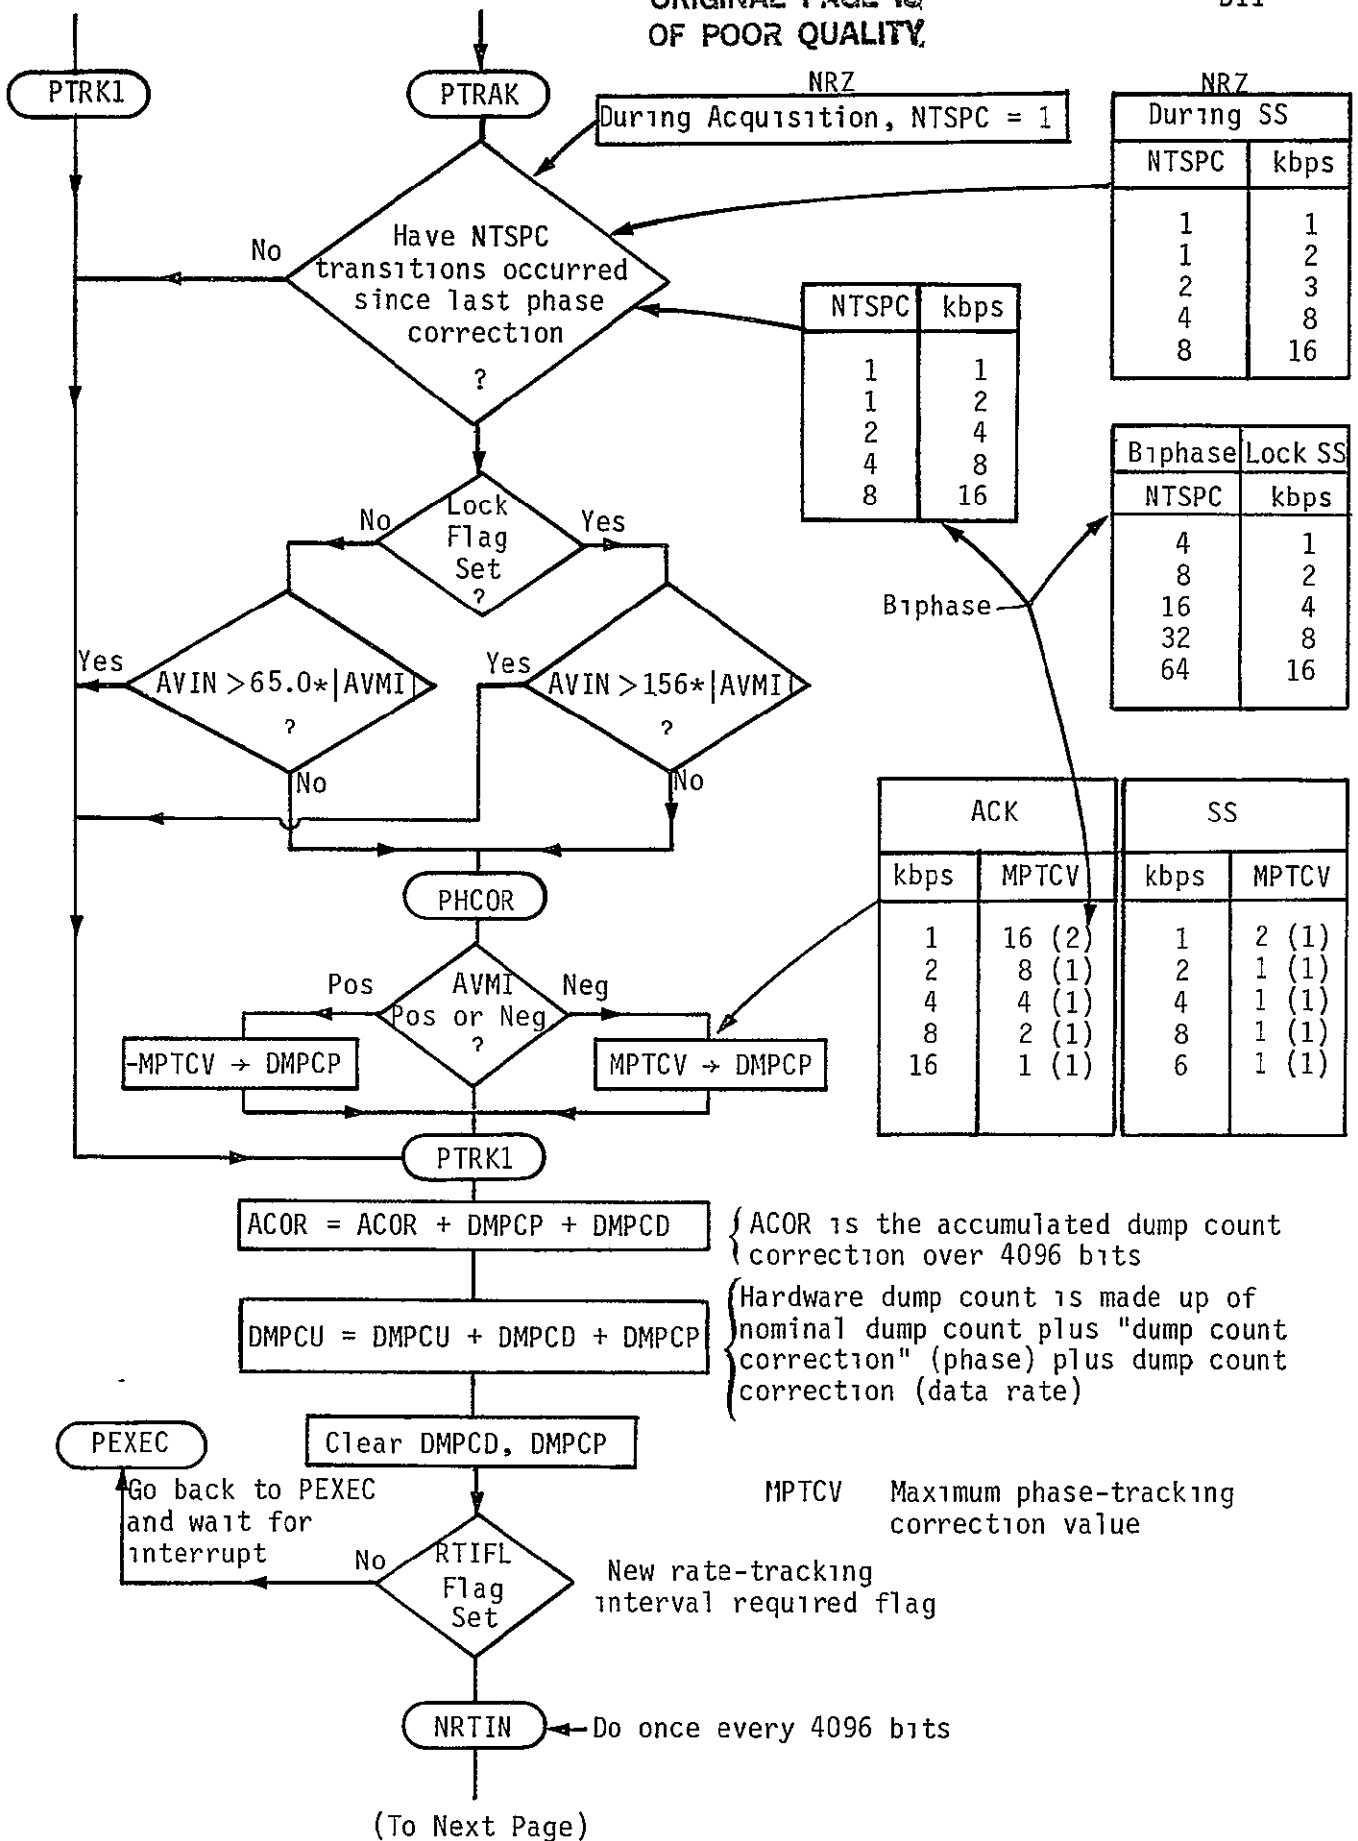 ORIGINAL PAGE IS
OF POOR QUALITY
PTRK1
PTRAK
NRZ
During Acquisition, NTSPC = 1
NRZ
During SS
NTSPC kbps
1 1
1 2
2 3
4 8
8 16
Have NTSPC
transitions occurred
since last phase
correction
?
No
NTSPC kbps
1 1
1 2
2 4
4 8
8 16
Biphase Lock SS
NTSPC kbps
4 1
8 2
16 4
32 8
64 16
Biphase
Lock
Flag
Set
?
No
Yes
Yes
AVIN >65.0*|AVMI|
?
No
Yes
AVIN >156*|AVMI|
?
No
PHCOR
ACK SS
kbps MPTCV kbps MPTCV
1 16 (2) 1 2 (1)
2 8 (1) 2 1 (1)
4 4 (1) 4 1 (1)
8 2 (1) 8 1 (1)
16 1 (1) 6 1 (1)
Pos
AVMI
Pos or Neg
?
Neg
-MPTCV → DMPCP
MPTCV → DMPCP
PTRK1
ACOR = ACOR + DMPCP + DMPCD
ACOR is the accumulated dump count
correction over 4096 bits
DMPCU = DMPCU + DMPCD + DMPCP
Hardware dump count is made up of
nominal dump count plus "dump count
correction" (phase) plus dump count
correction (data rate)
Clear DMPCD, DMPCP
PEXEC
Go back to PEXEC
and wait for
interrupt
No
RTIFL
Flag
Set
MPTCV Maximum phase-tracking
correction value
New rate-tracking
interval required flag
NRTIN
Do once every 4096 bits
(To Next Page)